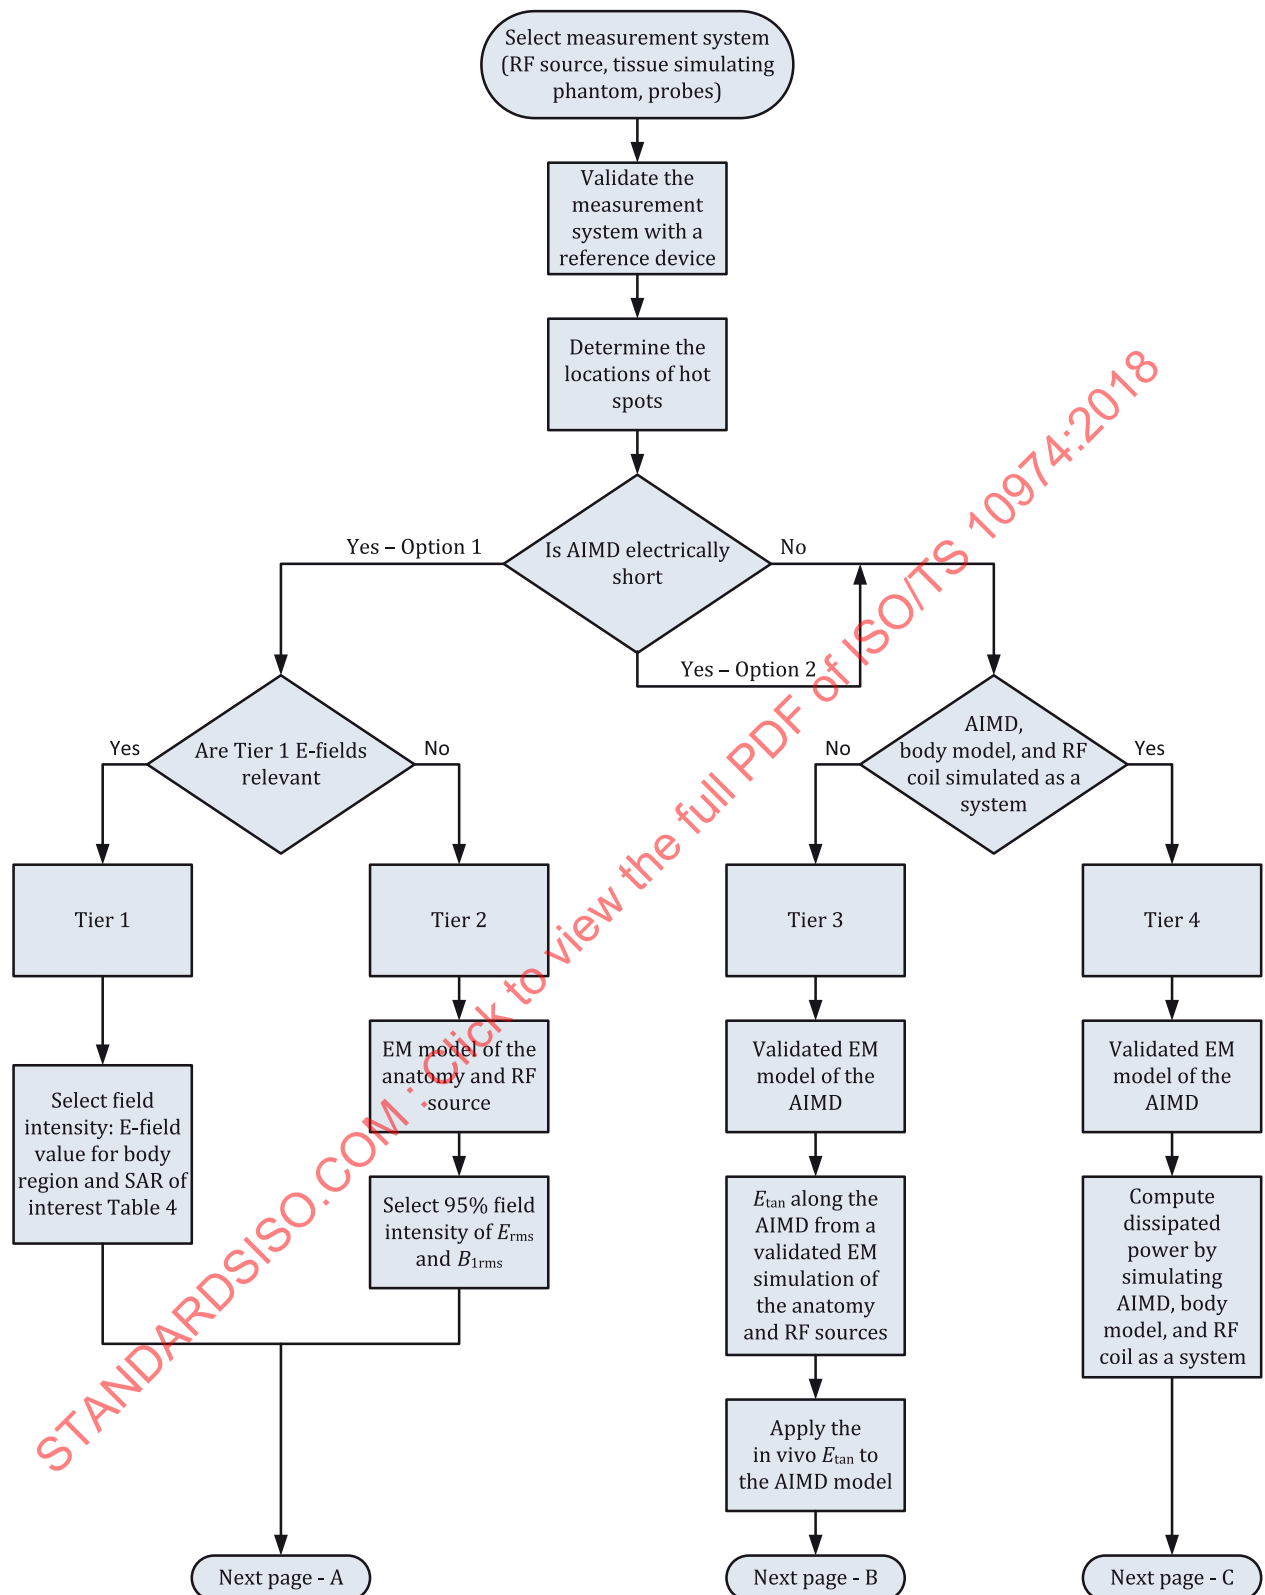 Select measurement system
(RF source, tissue simulating
phantom, probes)
Validate the
measurement
system with a
reference device
Determine the
locations of hot
spots
Is AIMD electrically
short
Yes – Option 1
No
Yes – Option 2
Are Tier 1 E-fields
relevant
Yes
No
AIMD,
body model, and RF
coil simulated as a
system
No
Yes
Tier 1
Tier 2
Tier 3
Tier 4
Select field
intensity: E-field
value for body
region and SAR of
interest Table 4
EM model of the
anatomy and RF
source
Select 95% field
intensity of Erms
and B1rms
Validated EM
model of the
AIMD
Etan along the
AIMD from a
validated EM
simulation of
the anatomy
and RF sources
Apply the
in vivo Etan to
the AIMD model
Validated EM
model of the
AIMD
Compute
dissipated
power by
simulating
AIMD, body
model, and RF
coil as a system
Next page - A
Next page - B
Next page - C
STANDARDSISO.COM : Click to view the full PDF of ISO/TS 10974:2018